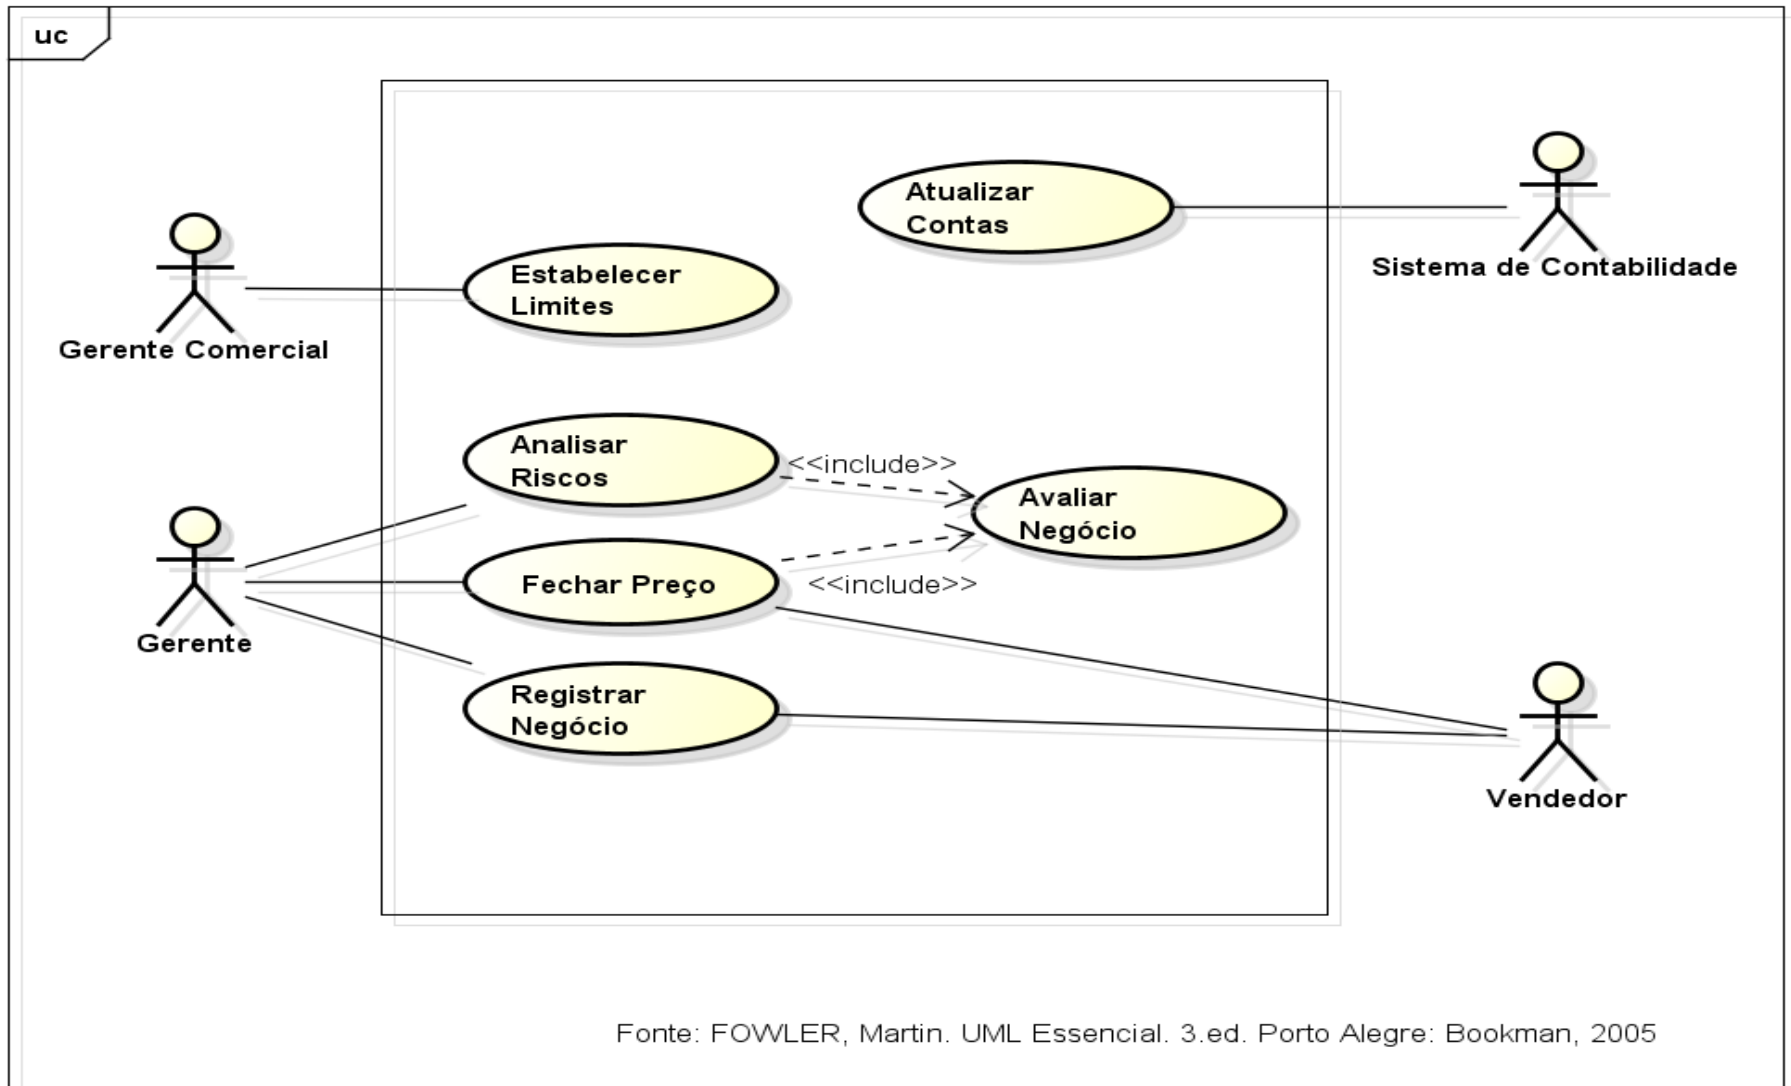 uc
Atualizar
Contas
Sistema de Contabilidade
Estabelecer
Limites
Gerente Comercial
Analisar
Riscos
<<include>>
Avaliar
Negócio
Fechar Preço
<<include>>
Gerente
Registrar
Negócio
Vendedor
Fonte: FOWLER, Martin. UML Essencial. 3.ed. Porto Alegre: Bookman, 2005